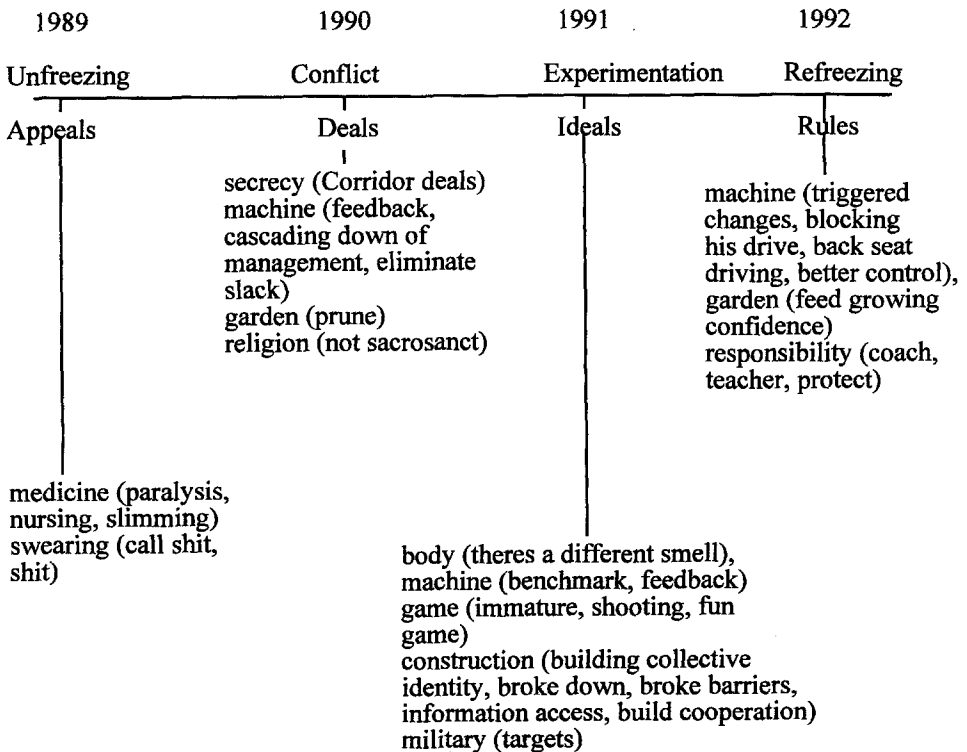 1989 1990 1991 1992
Unfreezing Conflict Experimentation Refreezing
Appeals Deals Ideals Rules
secrecy (Corridor deals)
machine (feedback,
cascading down of
management, eliminate
slack)
garden (prune)
religion (not sacrosanct)
machine (triggered
changes, blocking
his drive, back seat
driving, better control),
garden (feed growing
confidence)
responsibility (coach,
teacher, protect)
medicine (paralysis,
nursing, slimming)
swearing (call shit,
shit)
body (theres a different smell),
machine (benchmark, feedback)
game (immature, shooting, fun
game)
construction (building collective
identity, broke down, broke barriers,
information access, build cooperation)
military (targets)